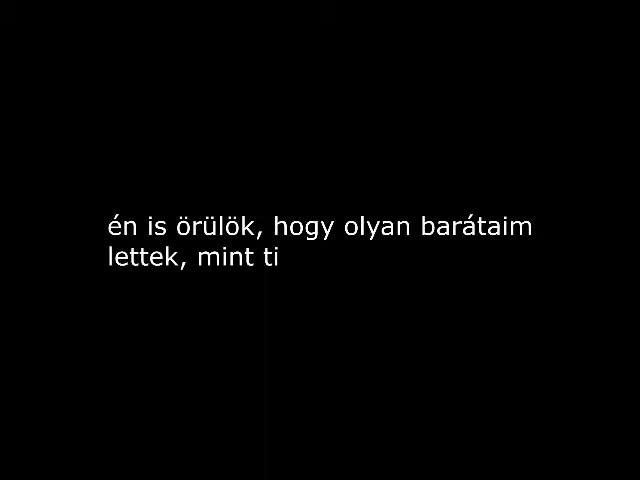 én is örülök, hogy olyan barátaim
lettek, mint ti